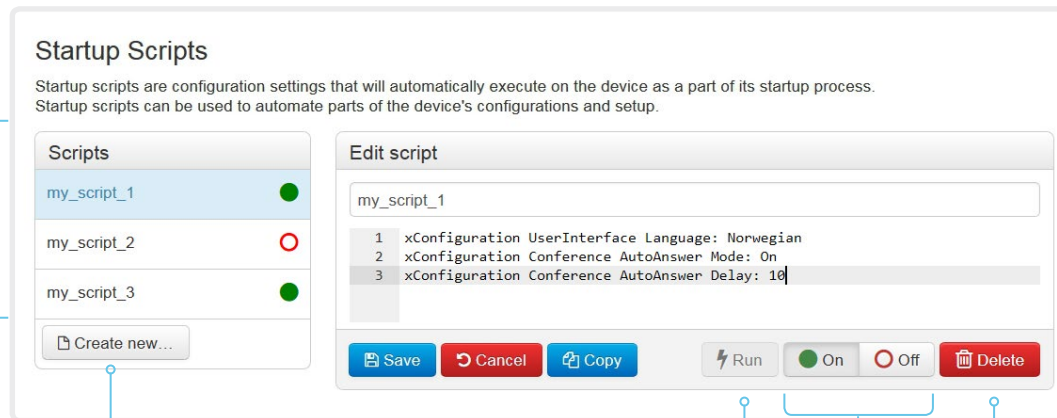 Startup Scripts
Startup scripts are configuration settings that will automatically execute on the device as a part of its startup process.
Startup scripts can be used to automate parts of the device's configurations and setup.
Scripts
my_script_1
my_script_2
my_script_3
Create new...
Edit script
my_script_1
1 xConfiguration UserInterface Language: Norwegian
2 xConfiguration Conference AutoAnswer Mode: On
3 xConfiguration Conference AutoAnswer Delay: 10
Save Cancel Copy Run On Off Delete